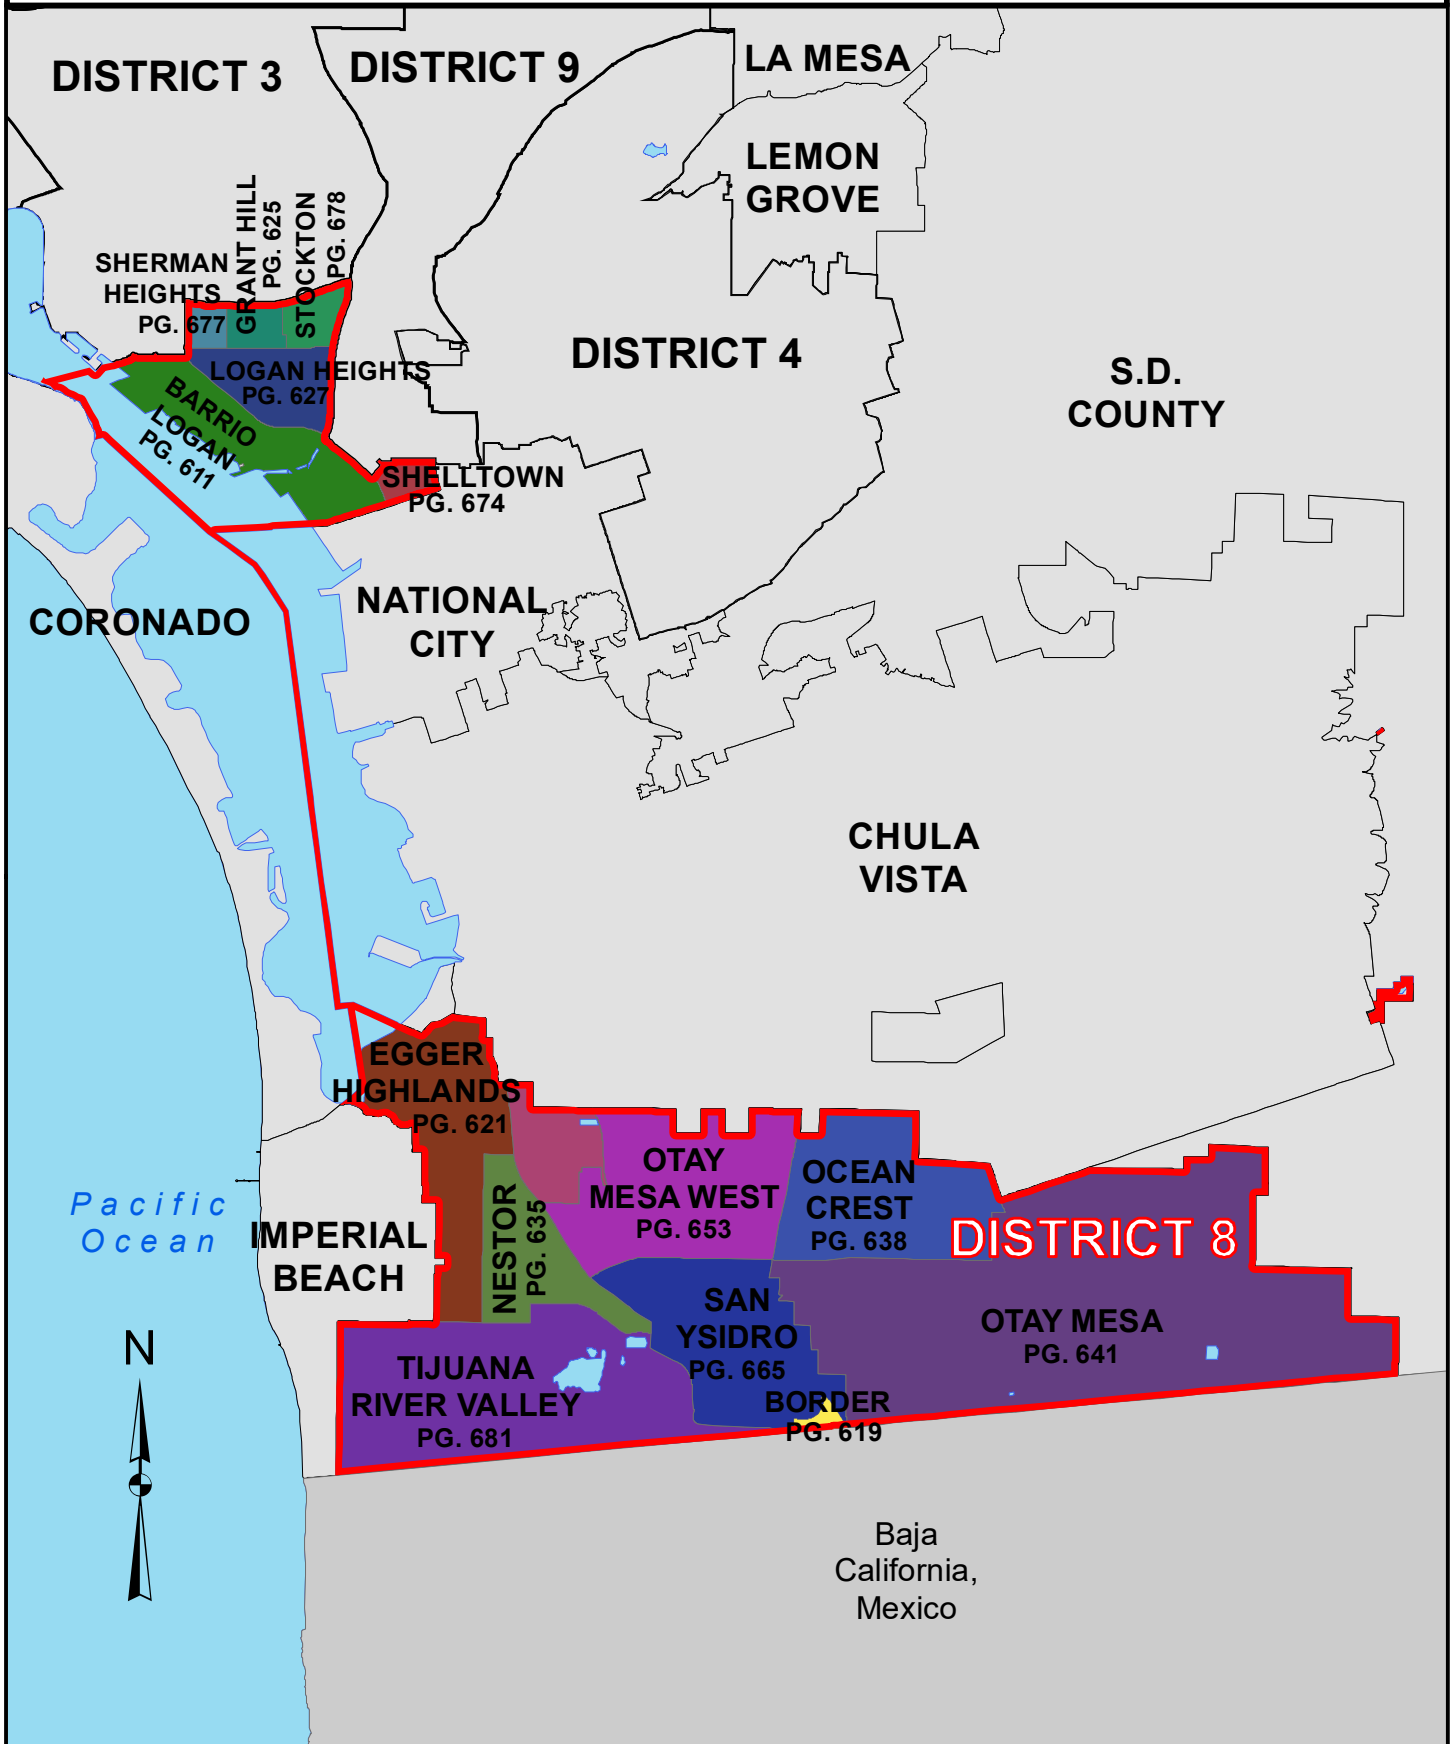 DISTRICT 3
DISTRICT 9
LA MESA
LEMON
GROVE
GRANT HILL
PG. 625
STOCKTON
PG. 678
SHERMAN
HEIGHTS
PG. 677
LOGAN HEIGHTS
PG. 627
BARRIO
LOGAN
PG. 611
SHELLTOWN
PG. 674
DISTRICT 4
S.D.
COUNTY
CORONADO
NATIONAL
CITY
CHULA
VISTA
EGGER
HIGHLANDS
PG. 621
OTAY
MESA WEST
PG. 653
OCEAN
CREST
PG. 638
DISTRICT 8
NESTOR
PG. 635
Pacific
Ocean
IMPERIAL
BEACH
SAN
YSIDRO
PG. 665
OTAY MESA
PG. 641
N
TIJUANA
RIVER VALLEY
PG. 681
BORDER
PG. 619
Baja
California,
Mexico